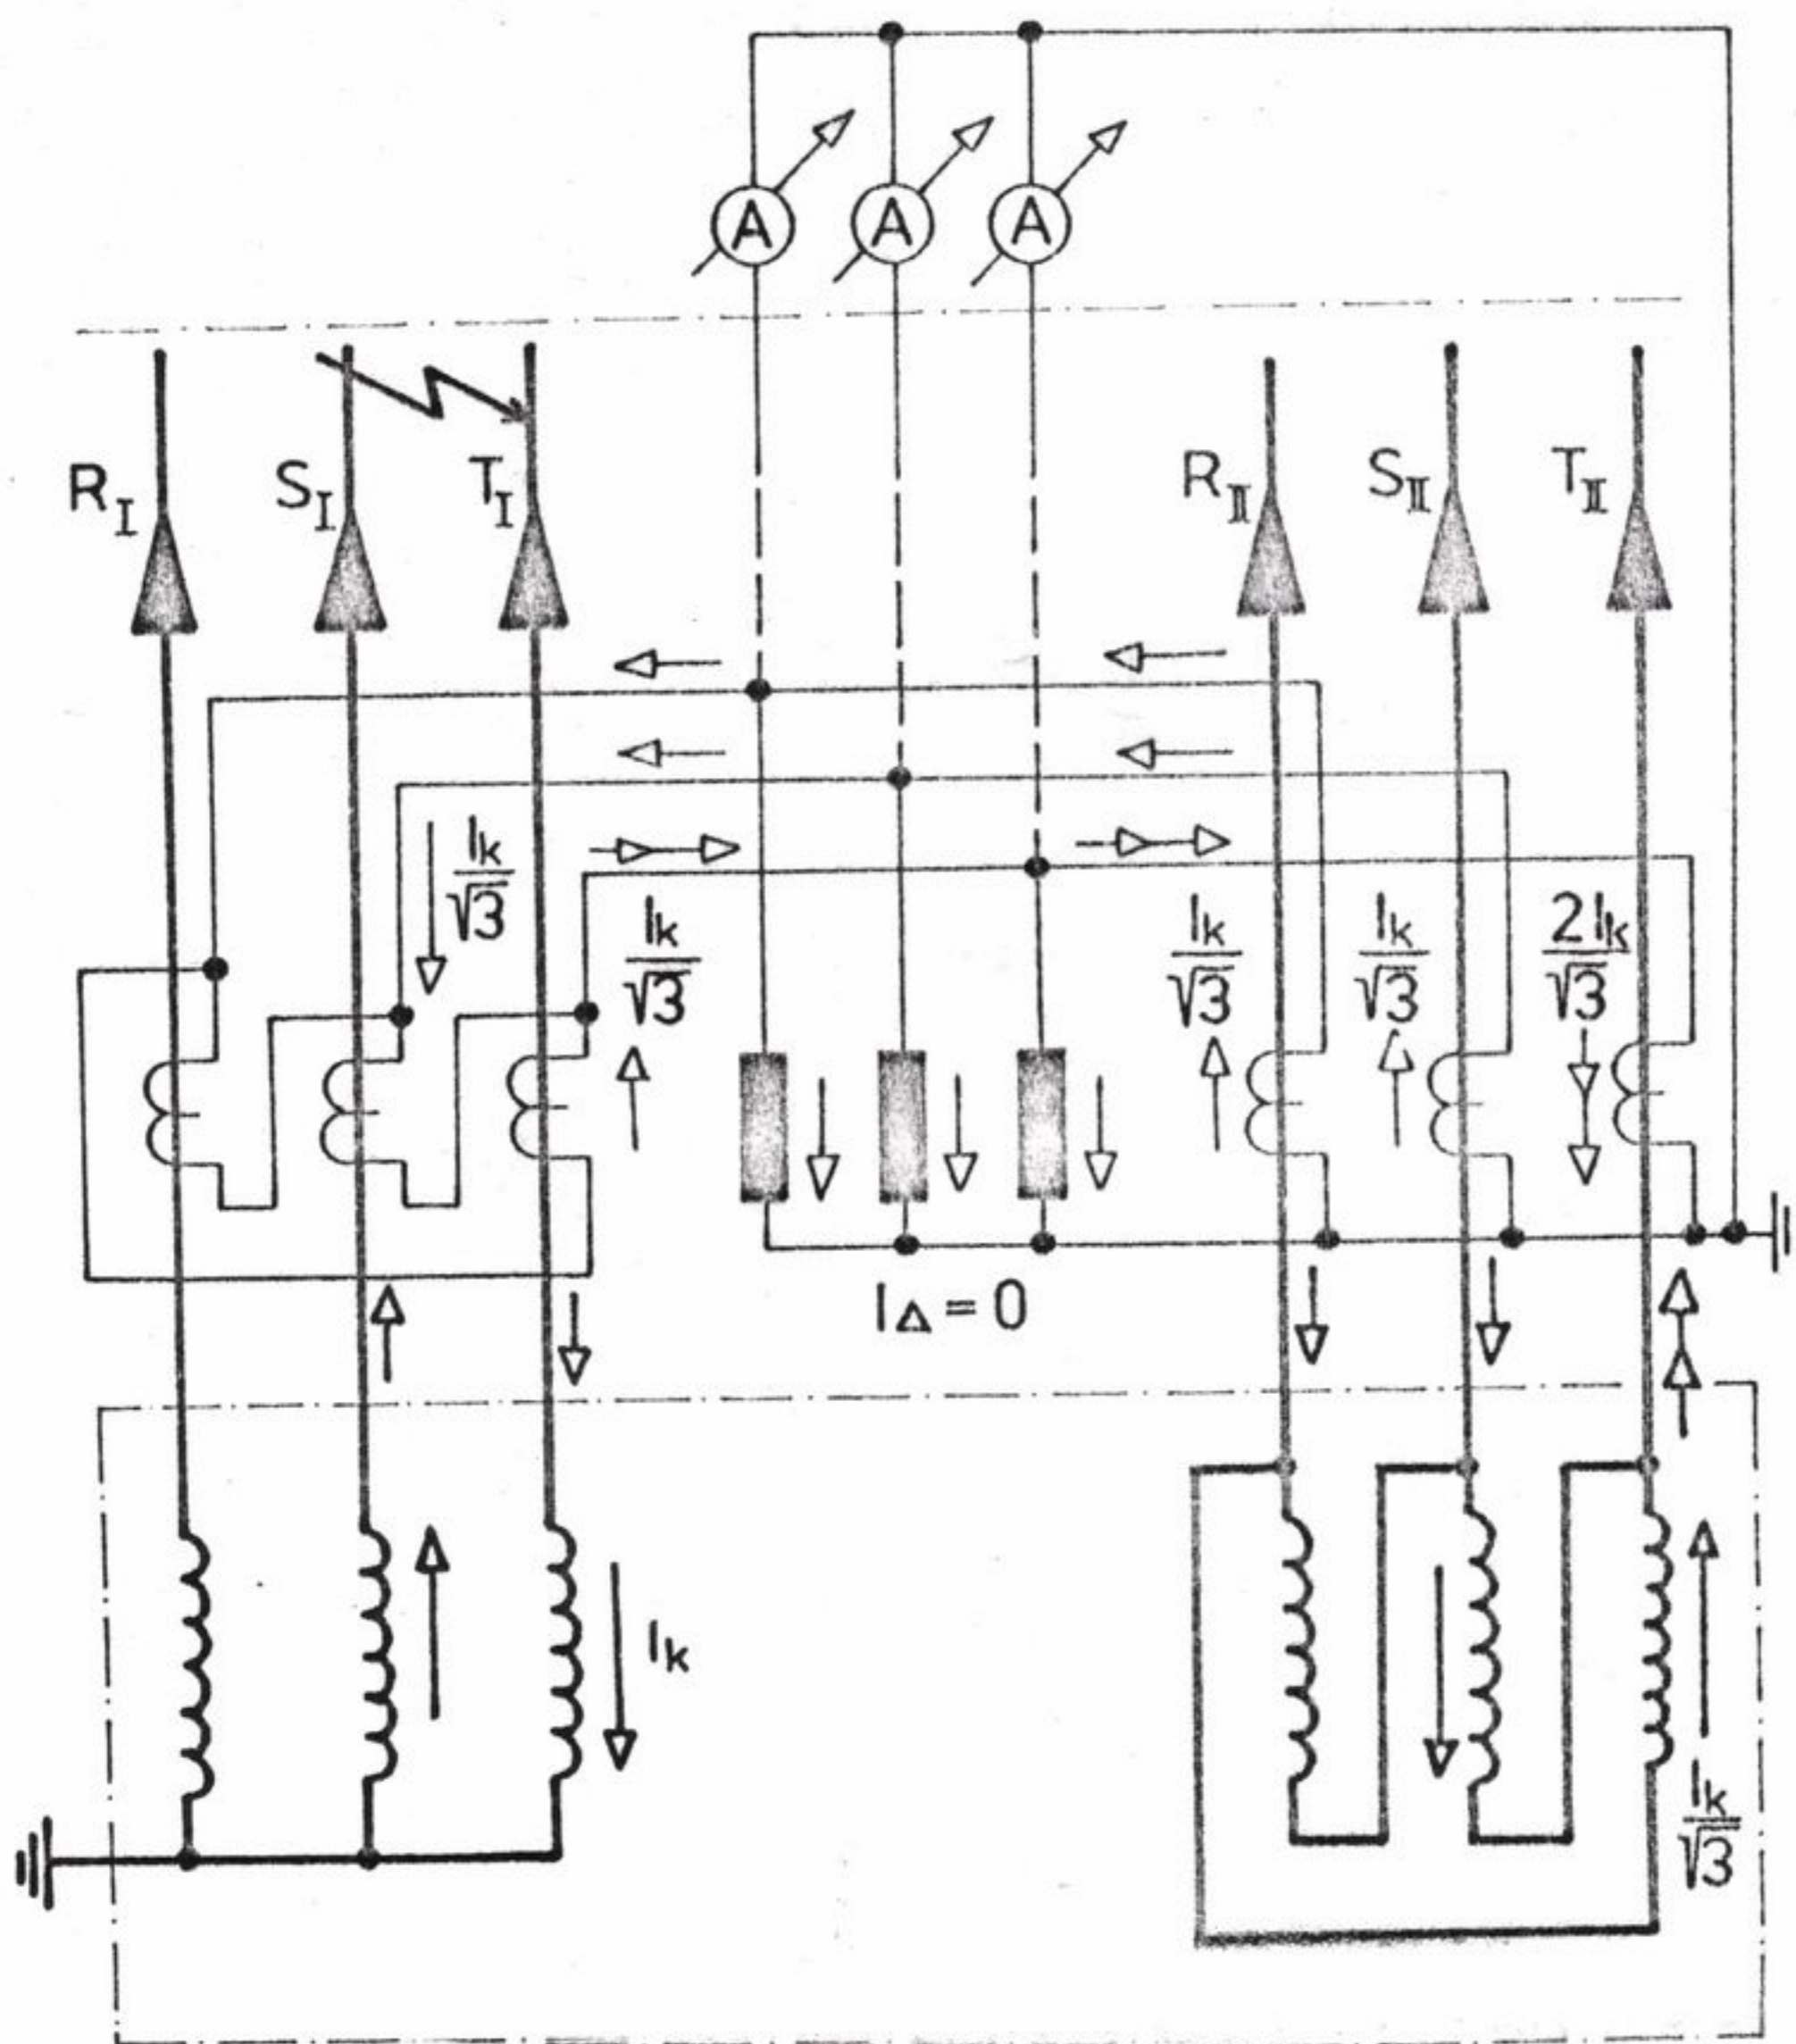 A A A
R_I S_I T_I R_II S_II T_II
I_k/√3
I_k/√3 I_k/√3 I_k/√3 2I_k/√3
I_Δ = 0
I_k
I_k/√3